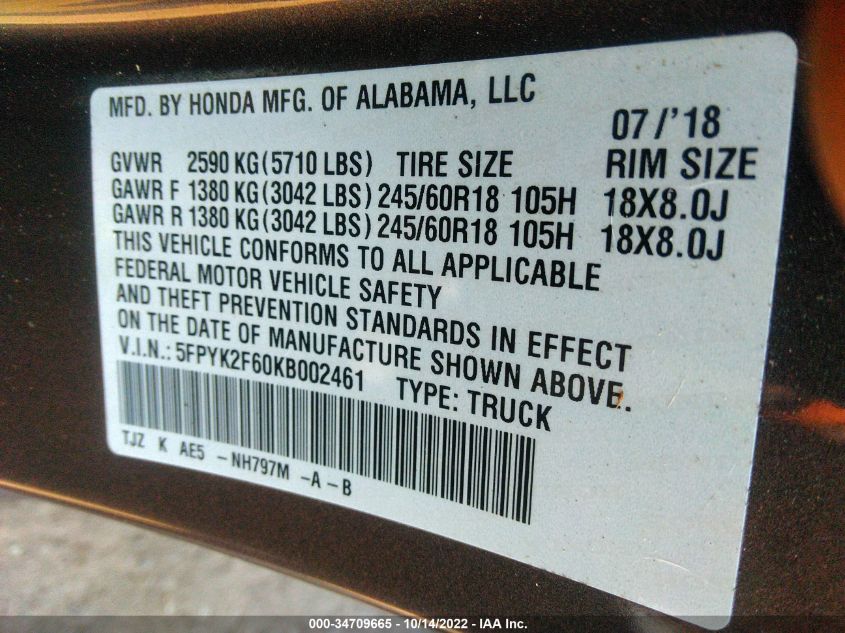 MFD. BY HONDA MFG. OF ALABAMA, LLC
07/'18
GVWR 2590 KG(5710 LBS) TIRE SIZE RIM SIZE
GAWR F 1380 KG(3042 LBS) 245/60R18 105H 18X8.0J
GAWR R 1380 KG(3042 LBS) 245/60R18 105H 18X8.0J
THIS VEHICLE CONFORMS TO ALL APPLICABLE
FEDERAL MOTOR VEHICLE SAFETY
AND THEFT PREVENTION STANDARDS IN EFFECT
ON THE DATE OF MANUFACTURE SHOWN ABOVE.
V.I.N.: 5FPYK2F60KB002461 TYPE: TRUCK
TJZ K AE5 -NH797M -A-B
000-34709665 - 10/14/2022 - IAA Inc.